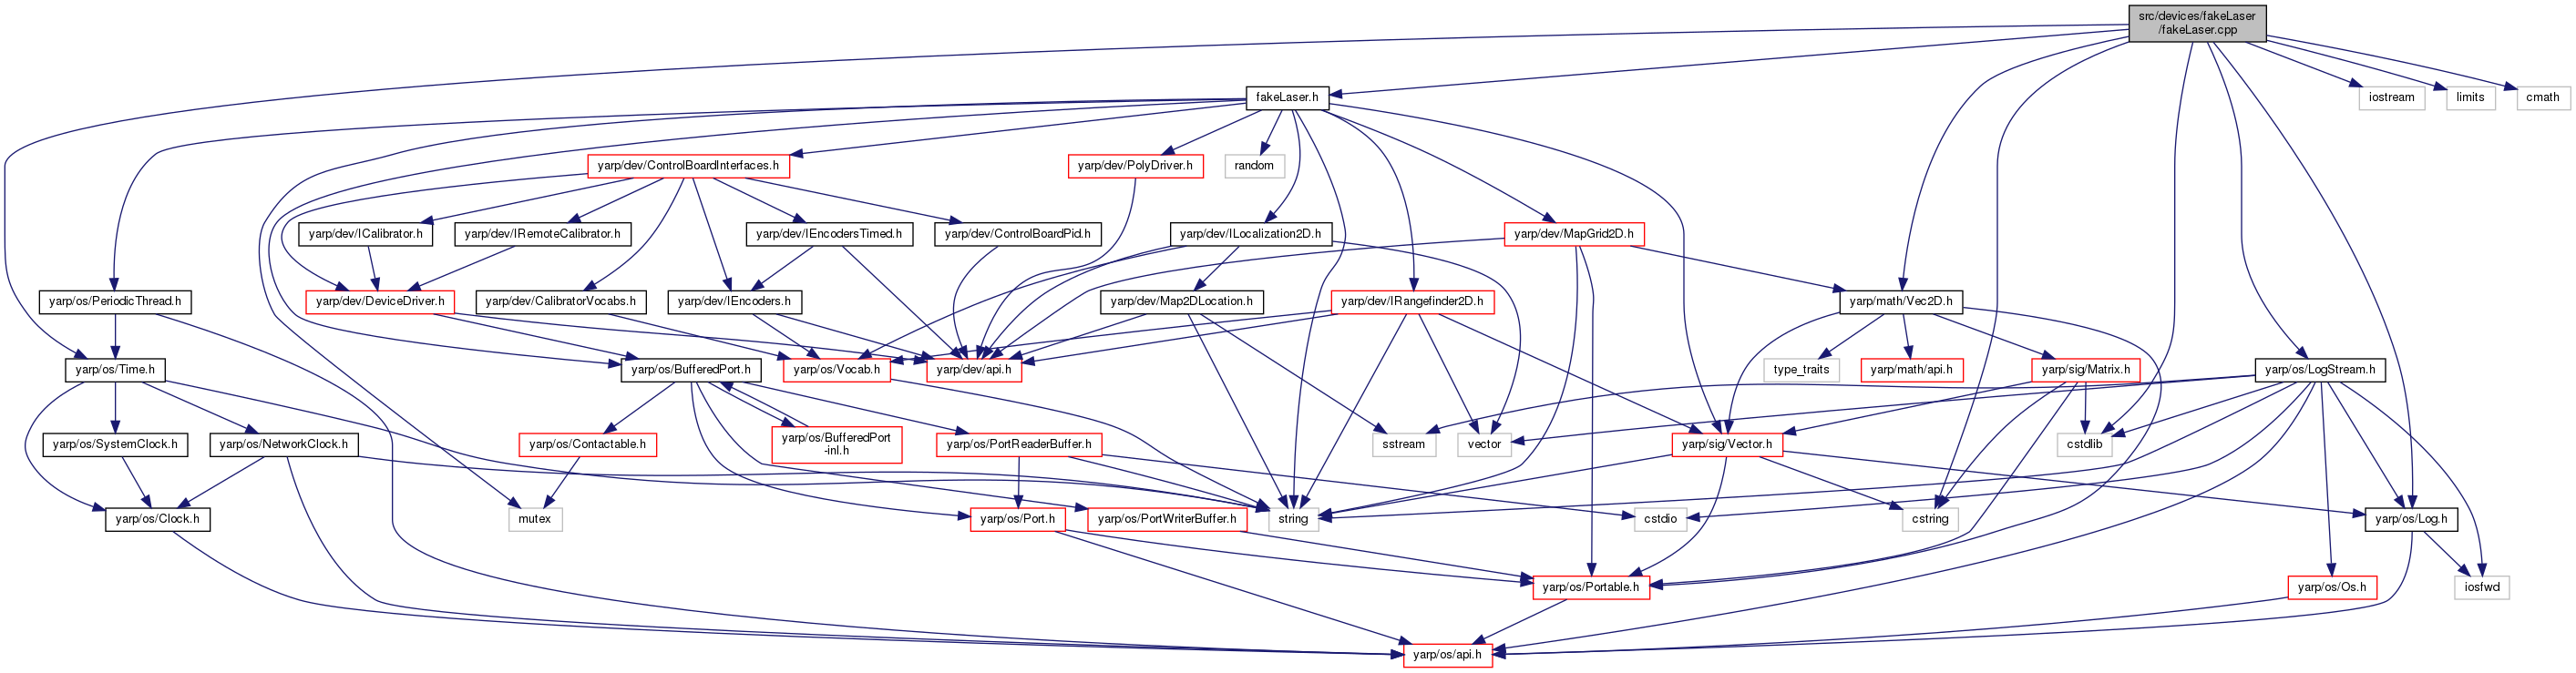 src/devices/fakeLaser
/fakeLaser.cpp
fakeLaser.h
iostream
limits
cmath
yarp/dev/ControlBoardInterfaces.h
yarp/dev/PolyDriver.h
random
yarp/dev/ICalibrator.h
yarp/dev/IRemoteCalibrator.h
yarp/dev/IEncodersTimed.h
yarp/dev/ControlBoardPid.h
yarp/dev/ILocalization2D.h
yarp/dev/MapGrid2D.h
yarp/os/PeriodicThread.h
yarp/dev/DeviceDriver.h
yarp/dev/CalibratorVocabs.h
yarp/dev/IEncoders.h
yarp/dev/Map2DLocation.h
yarp/dev/IRangefinder2D.h
yarp/math/Vec2D.h
yarp/os/Time.h
yarp/os/BufferedPort.h
yarp/os/Vocab.h
yarp/dev/api.h
type_traits
yarp/math/api.h
yarp/sig/Matrix.h
yarp/os/LogStream.h
yarp/os/SystemClock.h
yarp/os/NetworkClock.h
yarp/os/Contactable.h
yarp/os/BufferedPort
-inl.h
yarp/os/PortReaderBuffer.h
sstream
vector
yarp/sig/Vector.h
cstdlib
yarp/os/Clock.h
mutex
yarp/os/Port.h
yarp/os/PortWriterBuffer.h
string
cstdio
cstring
yarp/os/Log.h
yarp/os/Portable.h
yarp/os/Os.h
iosfwd
yarp/os/api.h